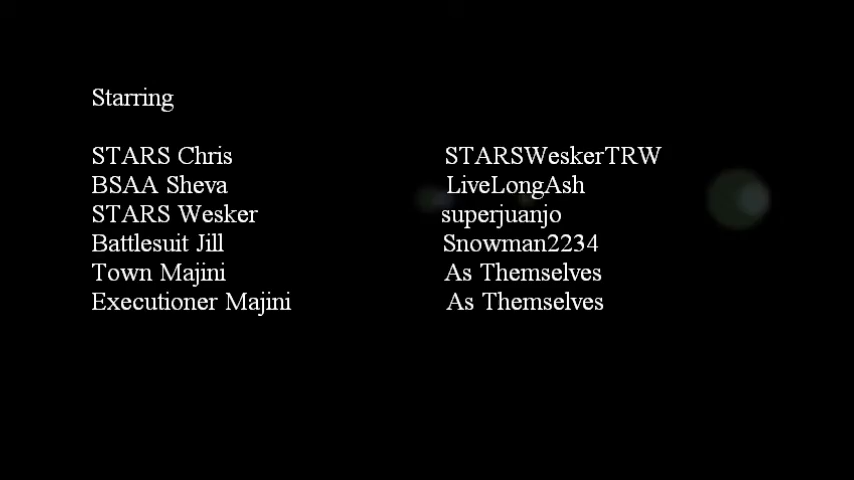 Starring
STARS Chris STARSWeskerTRW
BSAA Sheva LiveLongAsh
STARS Wesker superjuanjo
Battlesuit Jill Snowman2234
Town Majini As Themselves
Executioner Majini As Themselves